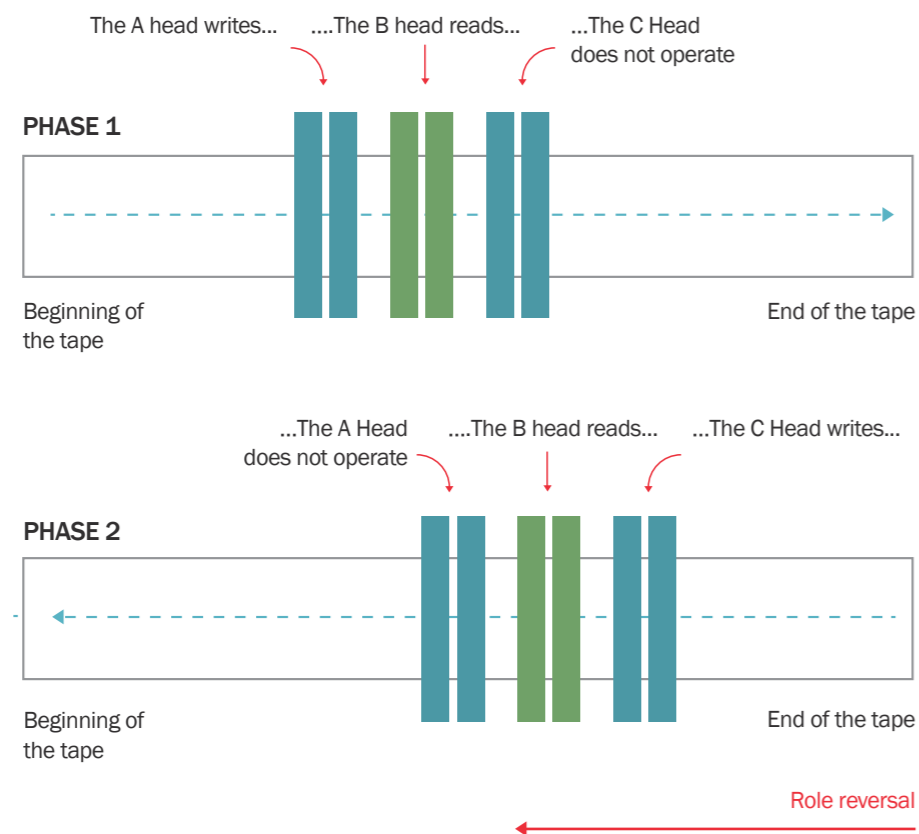 The A head writes...
....The B head reads...
...The C Head
does not operate
PHASE 1
Beginning of
the tape
End of the tape
...The A Head
does not operate
....The B head reads...
...The C Head writes...
PHASE 2
Beginning of
the tape
End of the tape
Role reversal